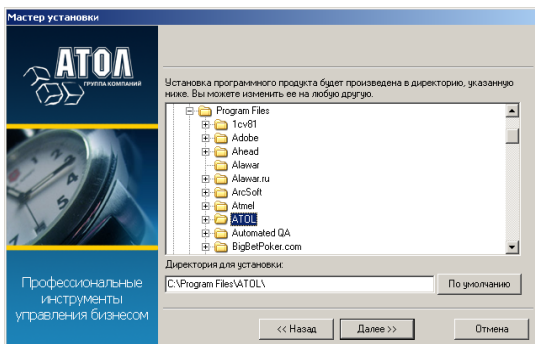 Мастер установки
АТОЛ
ГРУППА КОМПАНИЙ
Установка программного продукта будет произведена в директорию, указанную
ниже. Вы можете изменить ее на любую другую.
Program Files
1cv81
Adobe
Ahead
Alawar
Alawar.ru
ArcSoft
Atmel
ATOL
Automated QA
BigBetPoker.com
Директория для установки:
C:\Program Files\ATOL\
По умолчанию
Профессиональные
инструменты
управления бизнесом
<< Назад
Далее >>
Отмена